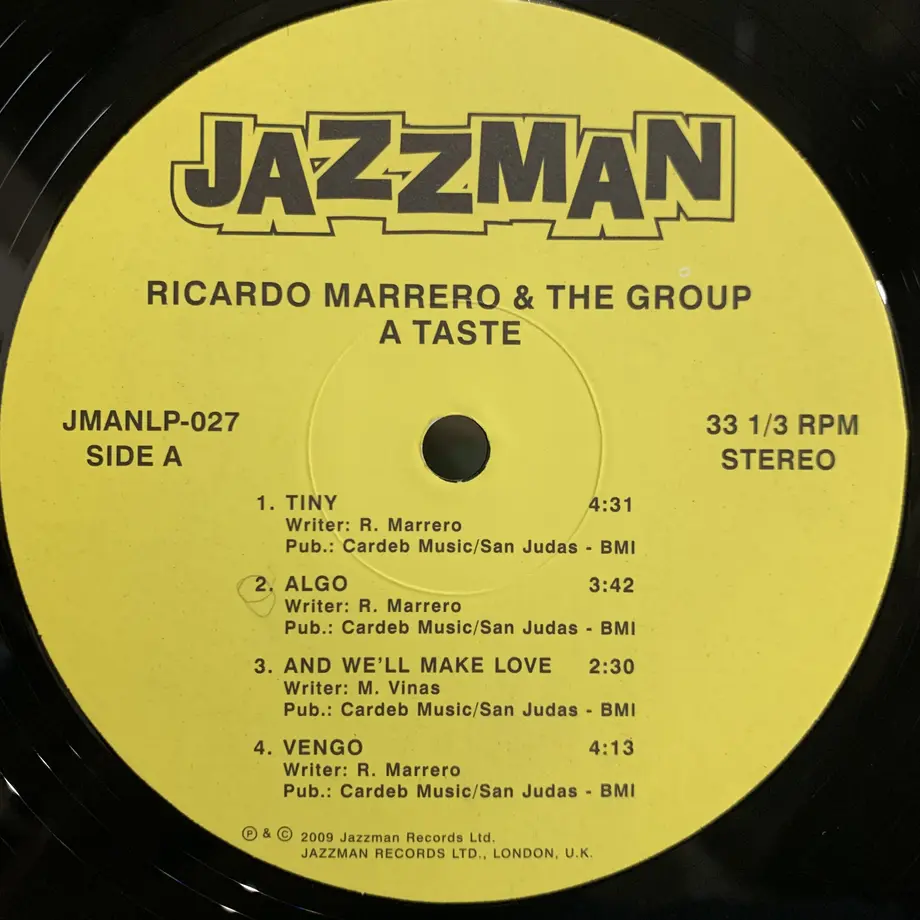 JAZZMAN
RICARDO MARRERO & THE GROUP
A TASTE
JMANLP-027
SIDE A
33 1/3 RPM
STEREO
1. TINY 4:31
Writer: R. Marrero
Pub.: Cardeb Music/San Judas - BMI
2. ALGO 3:42
Writer: R. Marrero
Pub.: Cardeb Music/San Judas - BMI
3. AND WE'LL MAKE LOVE 2:30
Writer: M. Vinas
Pub.: Cardeb Music/San Judas - BMI
4. VENGO 4:13
Writer: R. Marrero
Pub.: Cardeb Music/San Judas - BMI
℗ & © 2009 Jazzman Records Ltd.
JAZZMAN RECORDS LTD., LONDON, U.K.